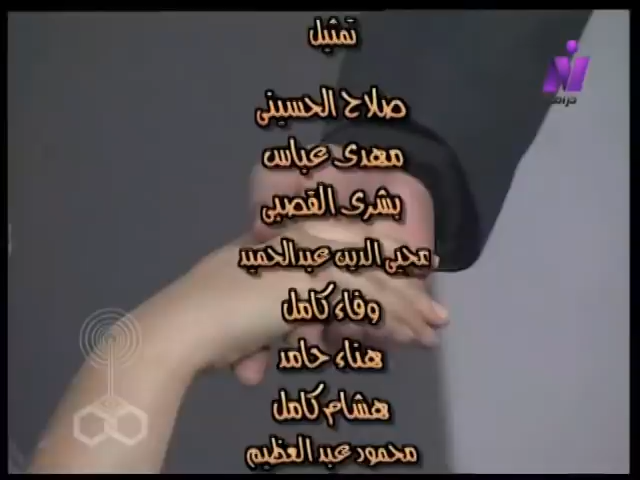 تمثيل
صلاح الحسينى
مهدى عباس
بشرى القصبى
محيى الدين عبدالحميد
وفاء كامل
هناء حامد
هشام كامل
محمود عبد العظيم
دراما